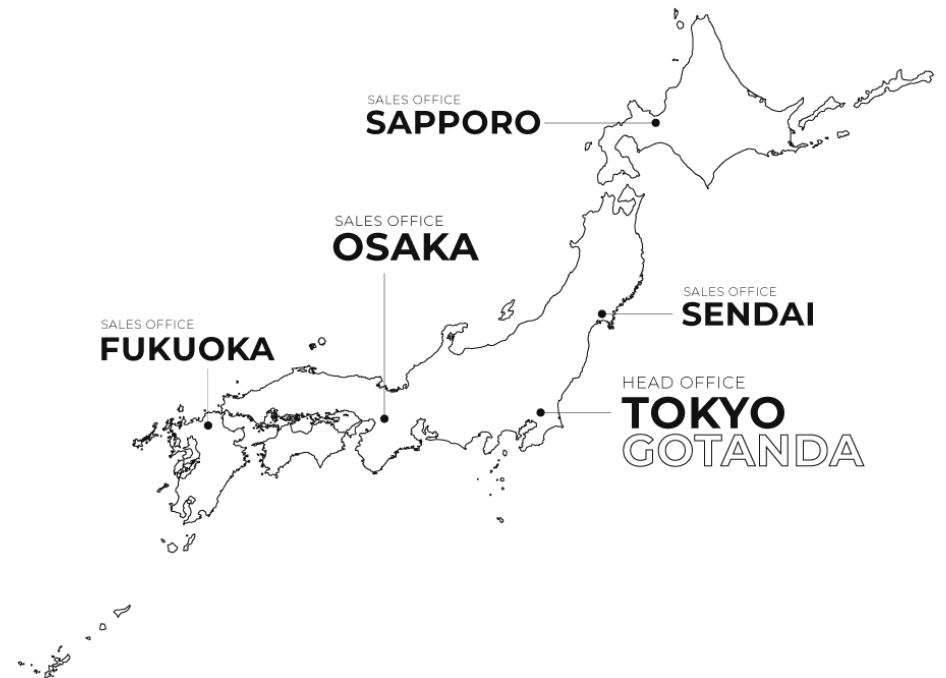 SALES OFFICE
SAPPORO
SALES OFFICE
OSAKA
SALES OFFICE
SENDAI
SALES OFFICE
FUKUOKA
HEAD OFFICE
TOKYO
GOTANDA